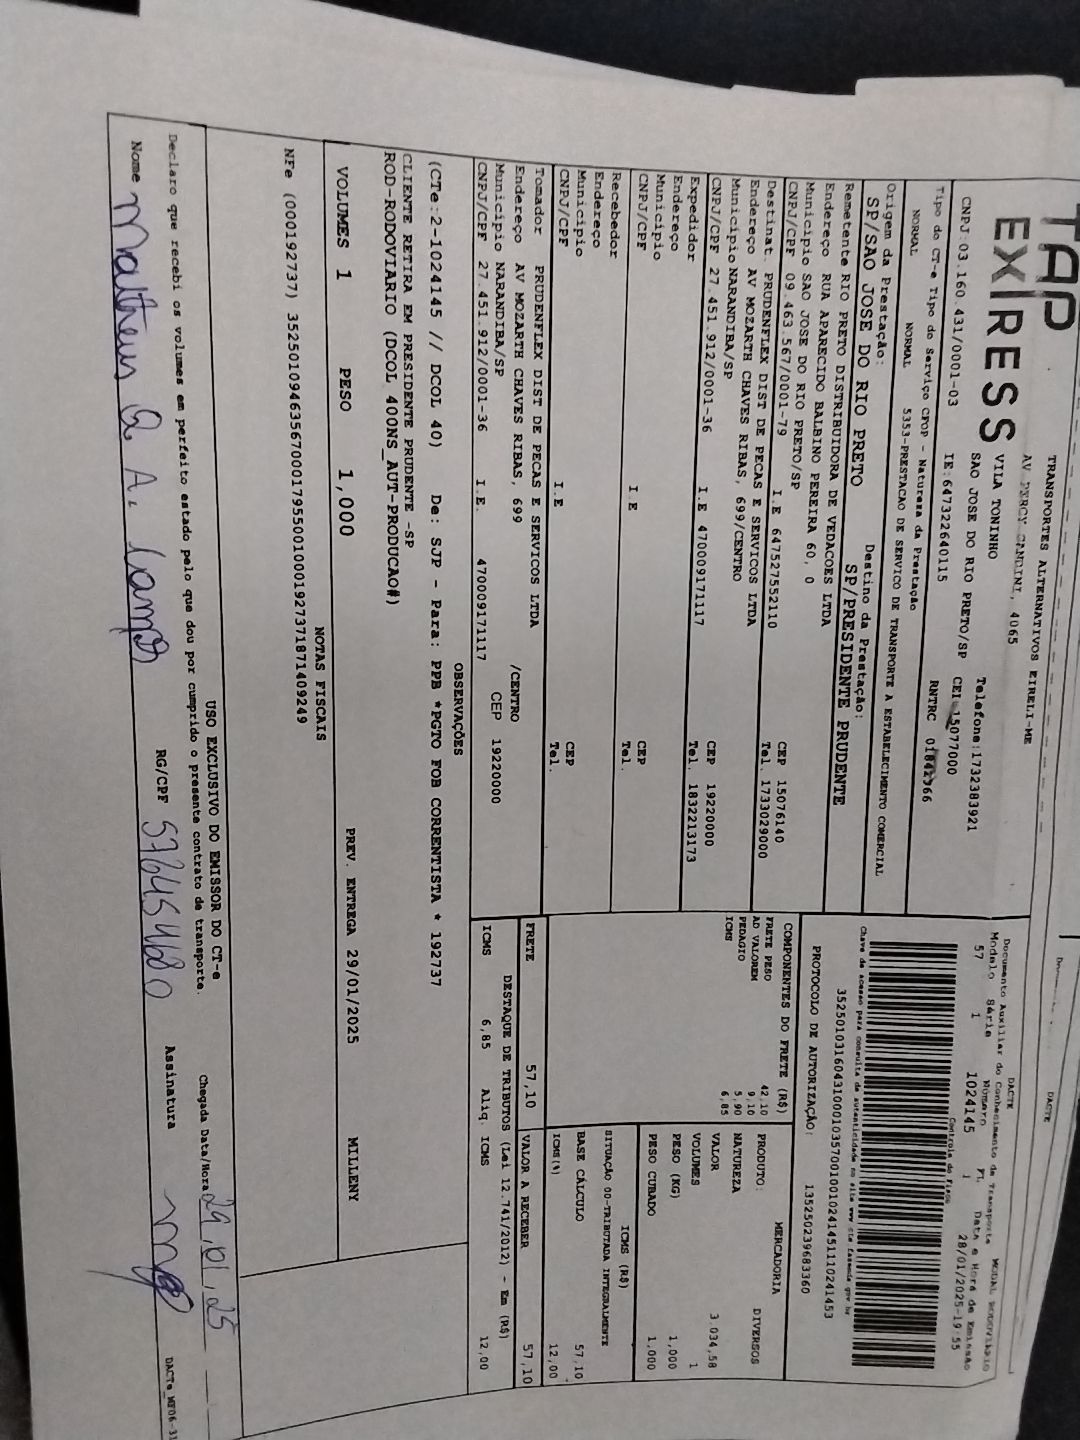 TAP
EX|RESS
TRANSPORTES ALTERNATIVOS EIRELI-ME
4065
VILA TONINHO
SAO JOSE DO RIO PRETO/SP
Telefone:1732383921
CEI 15077000
CNPJ:03.160.431/0001-03 IE:647322640115 RNTRC
Tipo do CT-e Tipo do Serviço CFOP - Natureza da Prestação
NORMAL NORMAL 5353-PRESTACAO DE SERVICO DE TRANSPORTE A ESTABELECIMENTO COMERCIAL
Origem da Prestação: Destino da Prestação:
SP/SAO JOSE DO RIO PRETO SP/PRESIDENTE PRUDENTE
Remetente RIO PRETO DISTRIBUIDORA DE VEDACOES LTDA
Endereço RUA APARECIDO BALBINO PEREIRA 60, 0
Município SAO JOSE DO RIO PRETO/SP CEP 15076140
CNPJ/CPF 09.463.567/0001-79 I.E 647527552110 Tel. 1733029000
Destinat. PRUDENFLEX DIST DE PECAS E SERVICOS LTDA
Endereço AV MOZARTH CHAVES RIBAS, 699/CENTRO
Município NARANDIBA/SP CEP 19220000
CNPJ/CPF 27.451.912/0001-36 I.E 470009171117 Tel. 1832213173
Expedidor
Endereço
Município CEP
CNPJ/CPF I.E Tel.
Recebedor
Endereço
Município CEP
CNPJ/CPF I.E Tel.
Tomador PRUDENFLEX DIST DE PECAS E SERVICOS LTDA
Endereço AV MOZARTH CHAVES RIBAS, 699 /CENTRO
Município NARANDIBA/SP CEP 19220000
CNPJ/CPF 27.451.912/0001-36 I.E. 470009171117
DACTE
DACTE
Documento Auxiliar do Conhecimento de Transporte MODAL RODOVIÁRIO
Modelo Série Número FL Data e Hora de Emissão
57 1 1024145 1 28/01/2025-19:55
Controle do Fisco
Chave de acesso para consulta de autenticidade no site www cte fazenda gov br
35250103160431000103570010010241451110241453
PROTOCOLO DE AUTORIZAÇÃO: 135250239683360
COMPONENTES DO FRETE (R$)
FRETE PESO 42,10
AD VALOREM 9,10
PEDAGIO 5,90
ICMS 6,85
MERCADORIA
PRODUTO: DIVERSOS
NATUREZA
VALOR 3.034,58
VOLUMES 1
PESO (KG) 1,000
PESO CUBADO 1,000
ICMS (R$)
SITUAÇÃO 00-TRIBUTADA INTEGRALMENTE
BASE CÁLCULO 57,10
ICMS(%) 12,00
FRETE 57,10 VALOR A RECEBER 57,10
DESTAQUE DE TRIBUTOS (Lei 12.741/2012) - Em (R$)
ICMS 6,85 Aliq. ICMS 12,00
OBSERVAÇÕES
(CTe:2-1024145 // DCOL 40) De: SJP - Para: PPB *PGTO FOB CORRENTISTA * 192737
CLIENTE RETIRA EM PRESIDENTE PRUDENTE -SP
ROD-RODOVIARIO (DCOL 400NS_AUT-PRODUCAO#)
VOLUMES 1 PESO 1,000 PREV. ENTREGA 29/01/2025 MILLENY
NOTAS FISCAIS
NFe (000192737) 35250109463567000179550010001927371871409249
USO EXCLUSIVO DO EMISSOR DO CT-e
Declaro que recebi os volumes em perfeito estado pelo que dou por cumprido o presente contrato de transporte.
Chegada Data/Hora 29,01,25
Nome Matheus
RG/CPF
Assinatura